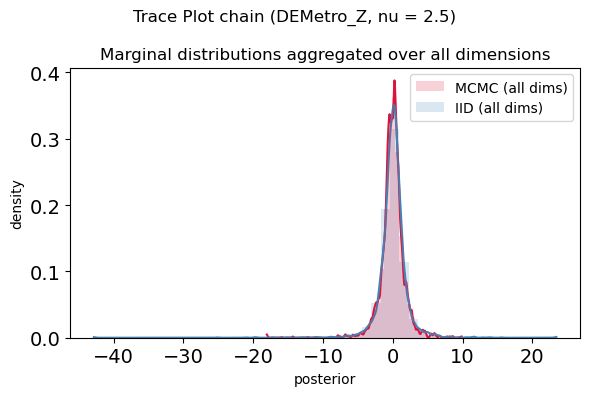 Trace Plot chain (DEMetro_Z, nu = 2.5)
Marginal distributions aggregated over all dimensions
MCMC (all dims)
IID (all dims)
density
0.4
0.3
0.2
0.1
0.0
−40 −30 −20 −10 0 10 20
posterior